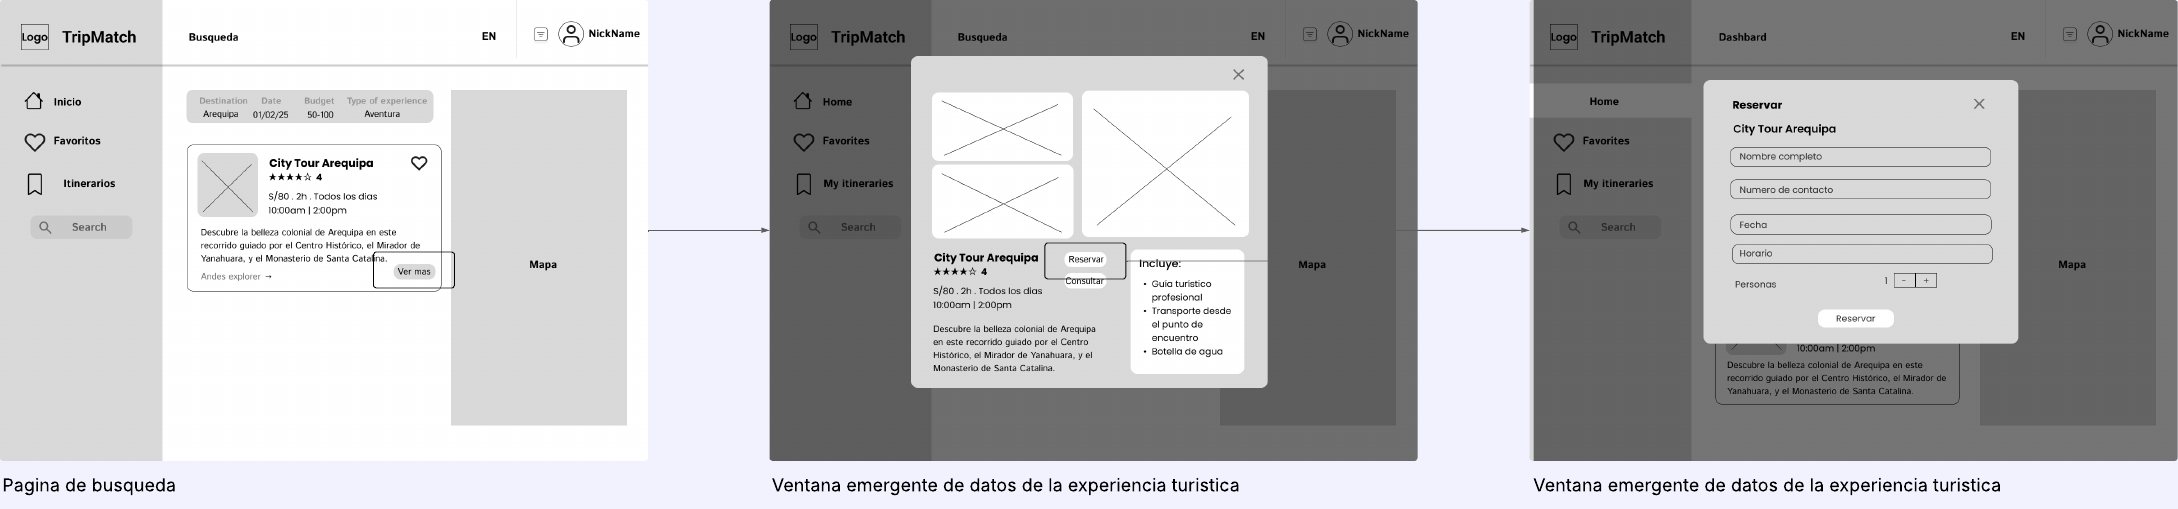 Logo TripMatch
Busqueda
EN
NickName
Inicio
Favoritos
Itinerarios
Search
Destination Date Budget Type of experience
Arequipa 01/02/25 50-100 Aventura
City Tour Arequipa
★★★★☆ 4
S/80 . 2h . Todos los dias
10:00am | 2:00pm
Descubre la belleza colonial de Arequipa en este
recorrido guiado por el Centro Histórico, el Mirador de
Yanahuara, y el Monasterio de Santa Catalina.
Andes explorer →
Ver mas
Mapa
Pagina de busqueda
Logo TripMatch
Busqueda
EN
NickName
Home
Favorites
My itineraries
Search
City Tour Arequipa
★★★★☆ 4
S/80 . 2h . Todos los dias
10:00am | 2:00pm
Descubre la belleza colonial de Arequipa
en este recorrido guiado por el Centro
Histórico, el Mirador de Yanahuara, y el
Monasterio de Santa Catalina.
Reservar
Consultar
Incluye:
• Guia turistico
profesional
• Transporte desde
el punto de
encuentro
• Botella de agua
Mapa
Ventana emergente de datos de la experiencia turistica
Logo TripMatch
Dashbard
EN
NickName
Home
Favorites
My itineraries
Search
Reservar
City Tour Arequipa
Nombre completo
Numero de contacto
Fecha
Horario
Personas 1 - +
Reservar
10:00am | 2:00pm
Descubre la belleza colonial de Arequipa en este
recorrido guiado por el Centro Histórico, el Mirador de
Yanahuara, y el Monasterio de Santa Catalina.
Mapa
Ventana emergente de datos de la experiencia turistica